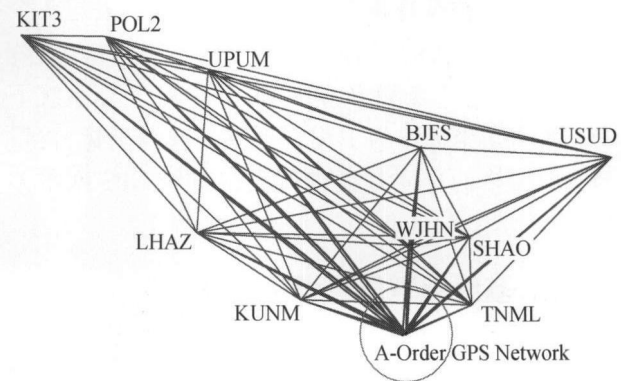 KIT3
POL2
UPUM
BJFS
USUD
LHAZ
WJHN
SHAO
KUNM
TNML
A-Order GPS Network